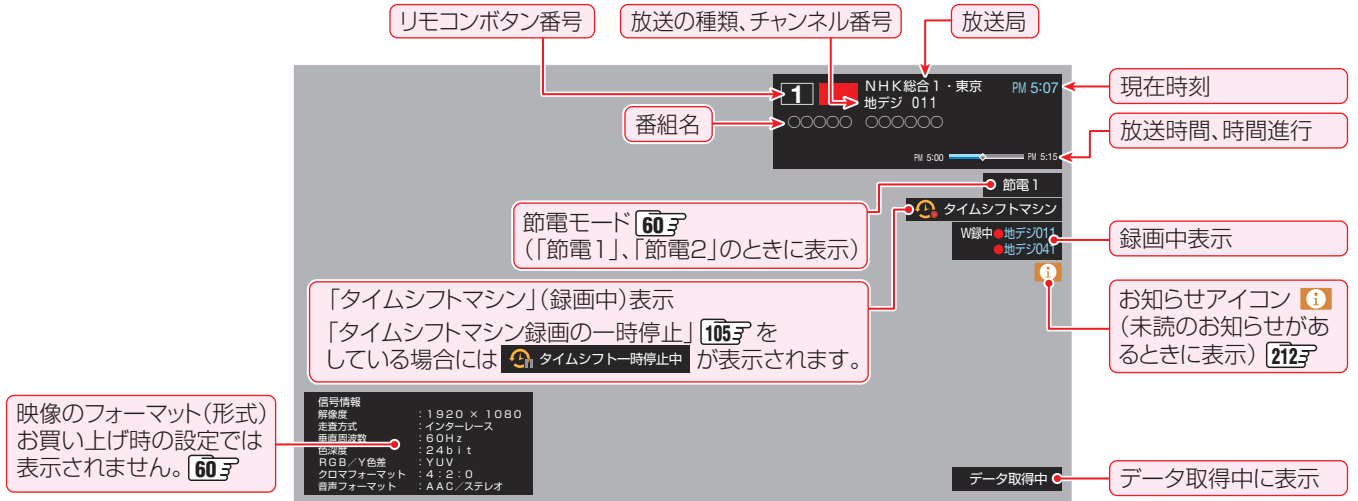 リモコンボタン番号
放送の種類、チャンネル番号
放送局
1
NHK総合1・東京
PM 5:07
地デジ 011
○○○○○ ○○○○○○
PM 5:00
PM 5:15
現在時刻
番組名
放送時間、時間進行
節電1
節電モード 60
(「節電1」、「節電2」のときに表示)
タイムシフトマシン
W録中●地デジ011
●地デジ041
録画中表示
「タイムシフトマシン」(録画中)表示
「タイムシフトマシン録画の一時停止」 105 を
している場合には タイムシフト一時停止中 が表示されます。
お知らせアイコン
(未読のお知らせがあ
るときに表示) 212
映像のフォーマット(形式)
お買い上げ時の設定では
表示されません。 60
信号情報
解像度 :1920 × 1080
走査方式 :インターレース
垂直周波数 :60Hz
色深度 :24bit
RGB/Y色差 :YUV
クロマフォーマット :4:2:0
音声フォーマット :AAC/ステレオ
データ取得中
データ取得中に表示